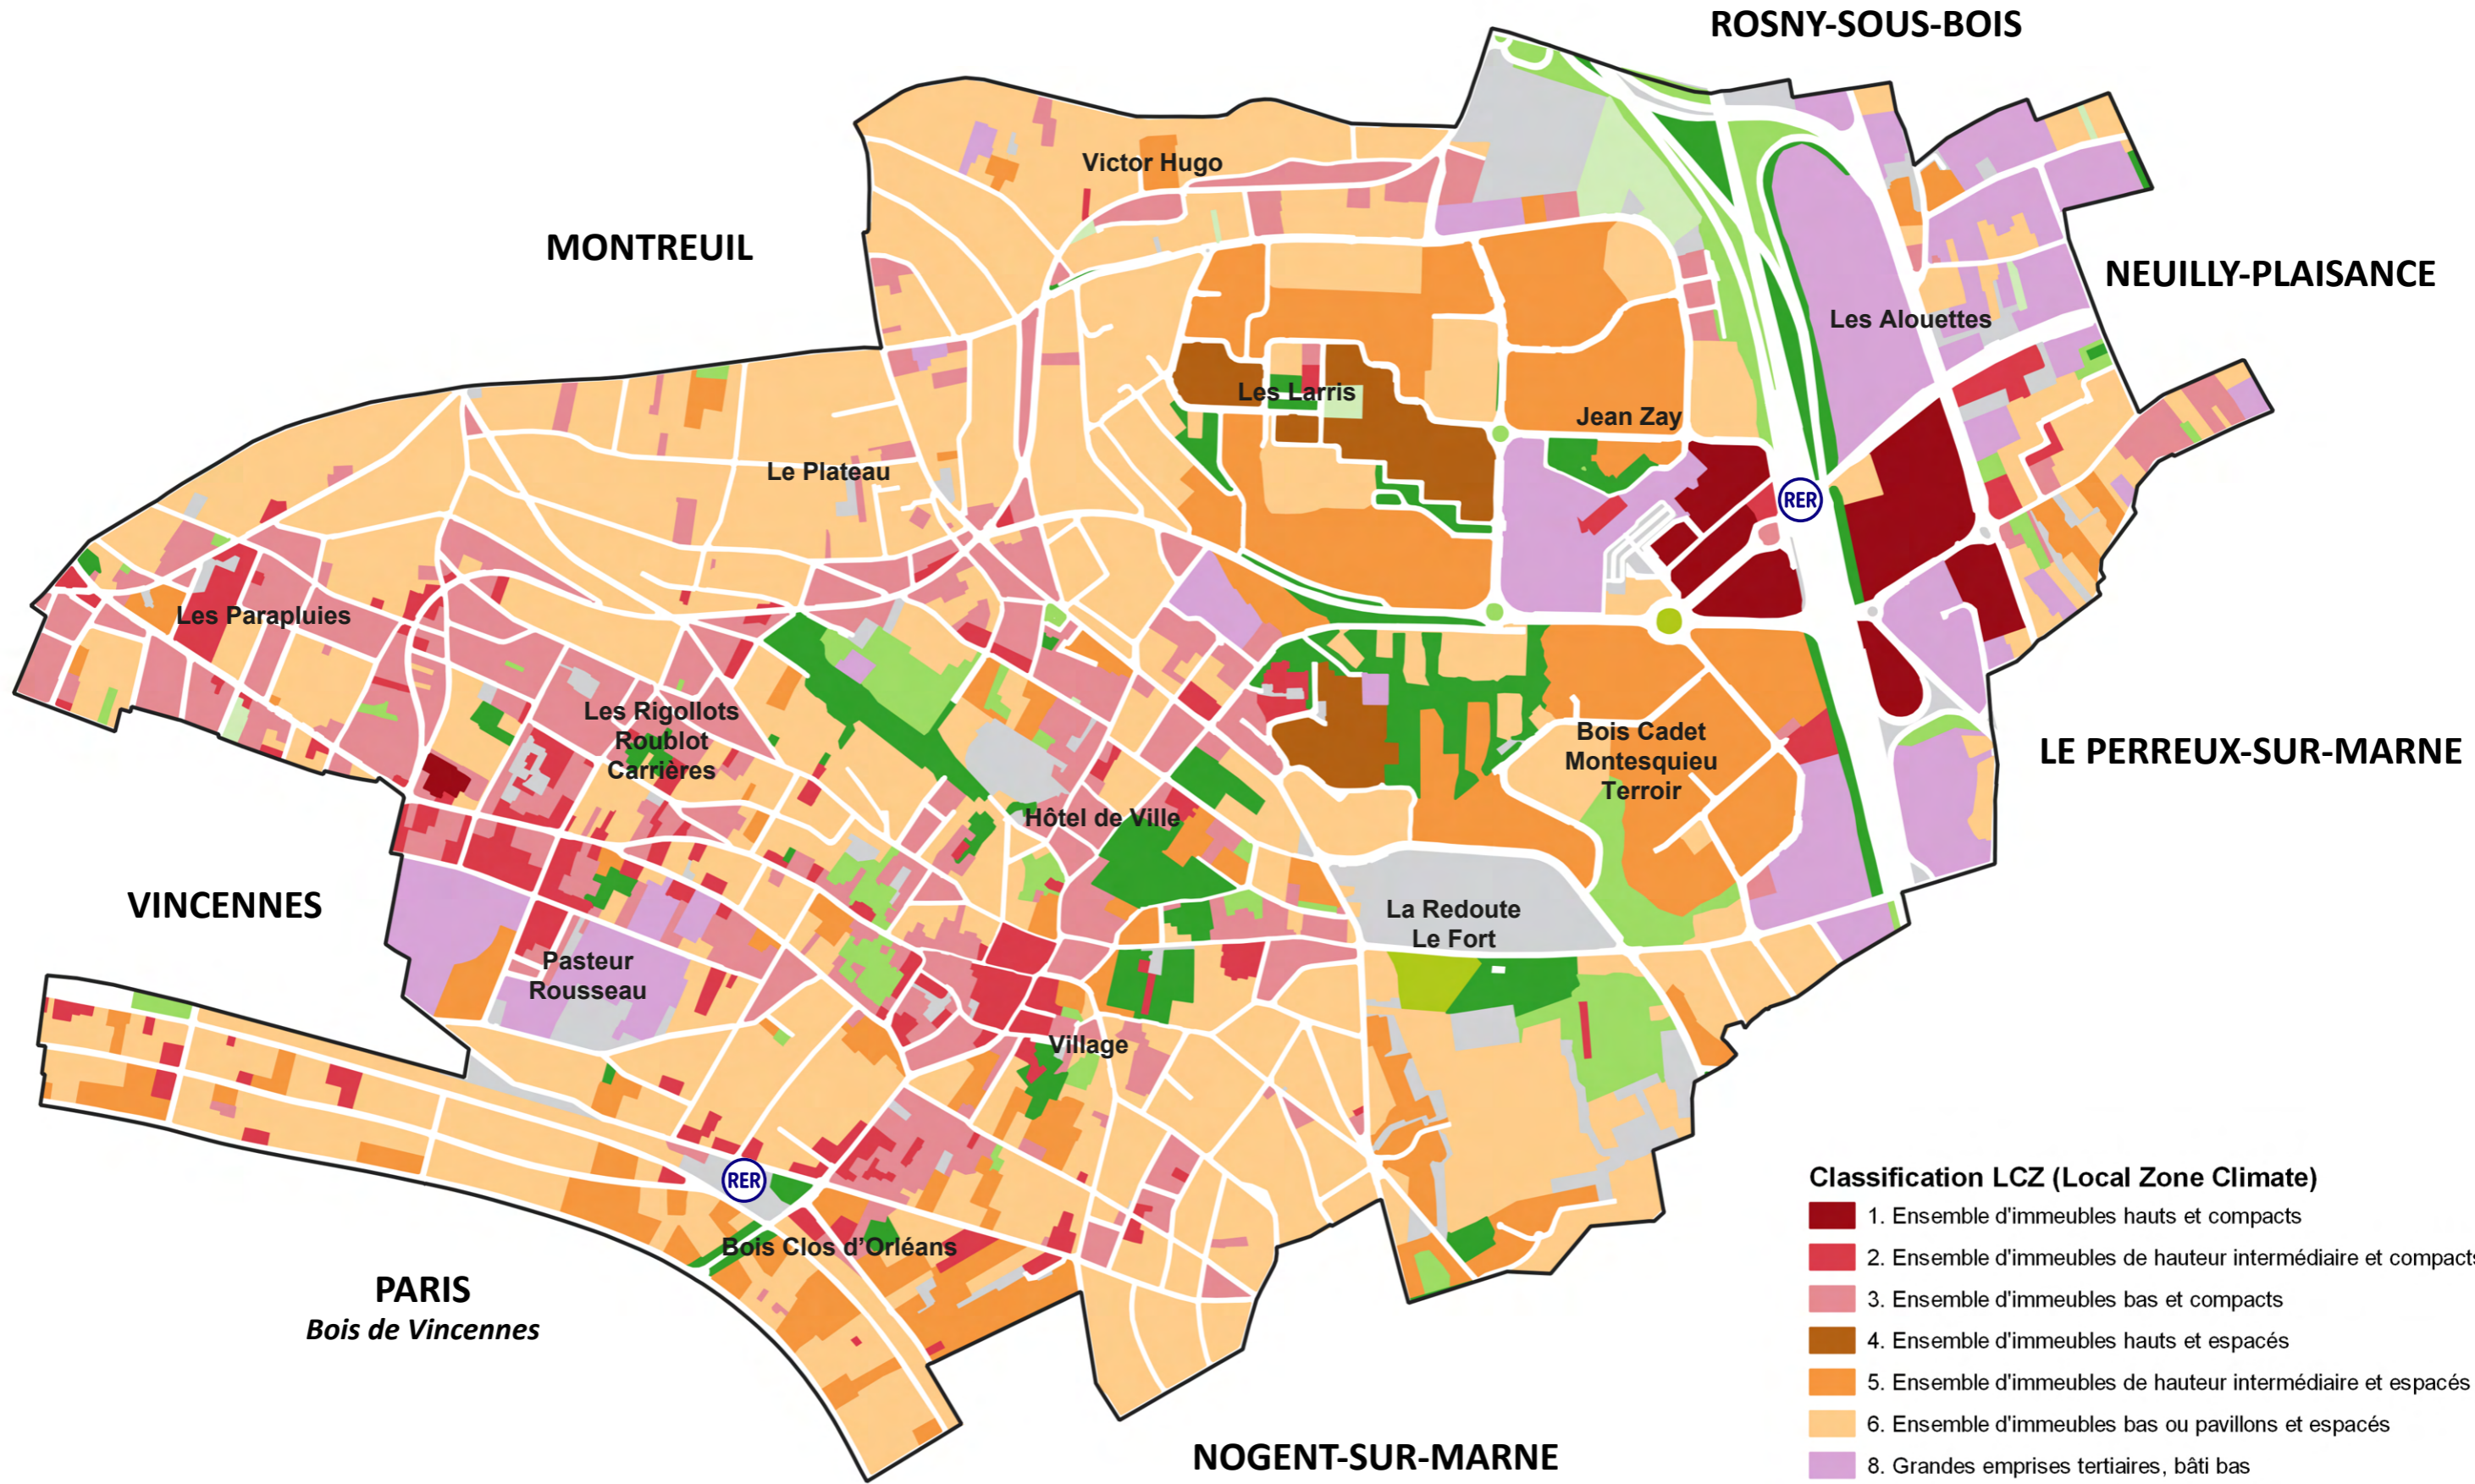 ROSNY-SOUS-BOIS
Victor Hugo
MONTREUIL
NEUILLY-PLAISANCE
Les Alouettes
Les Larris
Jean Zay
Le Plateau
RER
Les Parapluies
Les Rigollots
Roublot
Carrières
Bois Cadet
Montesquieu
Terroir
LE PERREUX-SUR-MARNE
Hôtel de Ville
VINCENNES
La Redoute
Le Fort
Pasteur
Rousseau
Village
RER
Bois Clos d’Orléans
PARIS
Bois de Vincennes
NOGENT-SUR-MARNE
Classification LCZ (Local Zone Climate)
1. Ensemble d'immeubles hauts et compacts
2. Ensemble d'immeubles de hauteur intermédiaire et compacts
3. Ensemble d'immeubles bas et compacts
4. Ensemble d'immeubles hauts et espacés
5. Ensemble d'immeubles de hauteur intermédiaire et espacés
6. Ensemble d'immeubles bas ou pavillons et espacés
8. Grandes emprises tertiaires, bâti bas